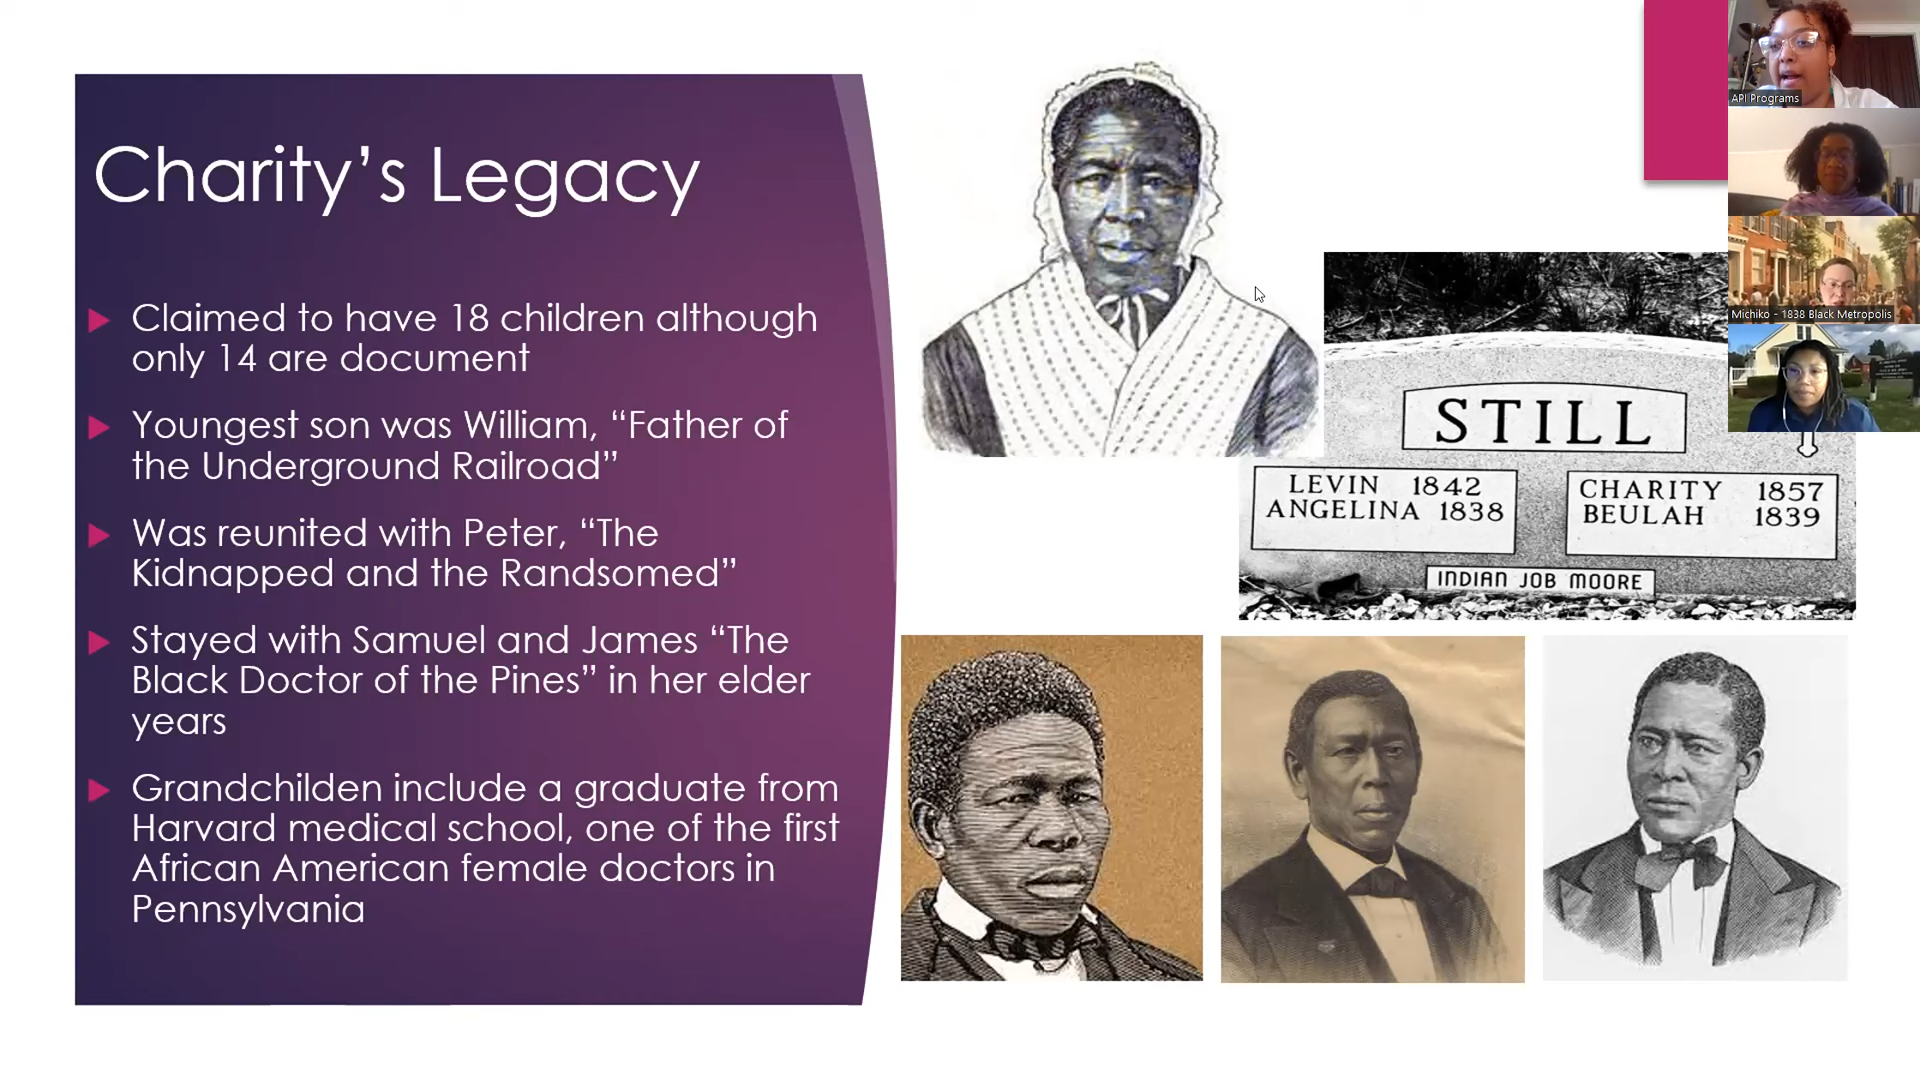 Charity’s Legacy
Claimed to have 18 children although
only 14 are document
Youngest son was William, “Father of
the Underground Railroad”
Was reunited with Peter, “The
Kidnapped and the Randsomed”
Stayed with Samuel and James “The
Black Doctor of the Pines” in her elder
years
Grandchilden include a graduate from
Harvard medical school, one of the first
African American female doctors in
Pennsylvania
STILL
LEVIN 1842
ANGELINA 1838
CHARITY 1857
BEULAH 1839
INDIAN JOB MOORE
API Programs
Michiko - 1838 Black Metropolis